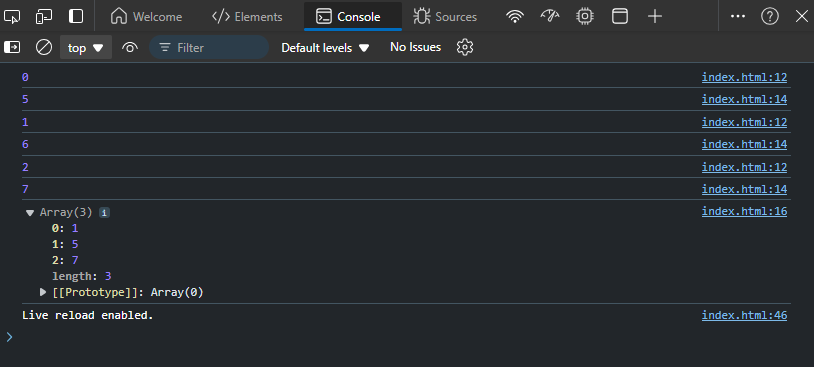 Welcome Elements Console Sources
top Filter Default levels No Issues
0 index.html:12
5 index.html:14
1 index.html:12
6 index.html:14
2 index.html:12
7 index.html:14
Array(3) i index.html:16
0: 1
1: 5
2: 7
length: 3
[[Prototype]]: Array(0)
Live reload enabled. index.html:46